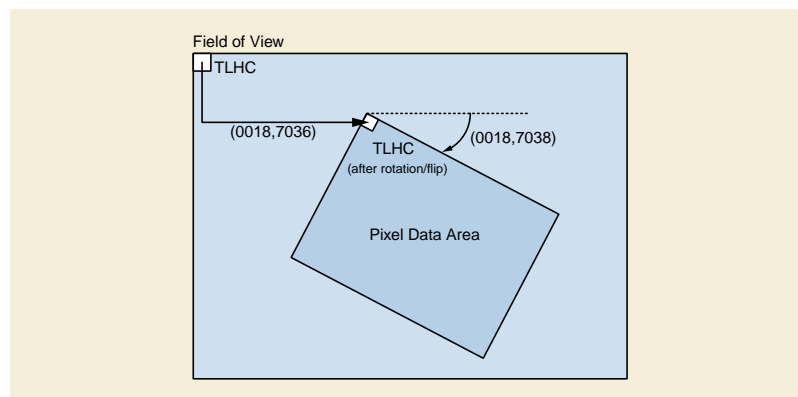 Field of View
TLHC
(0018,7036)
(0018,7038)
TLHC
(after rotation/flip)
Pixel Data Area